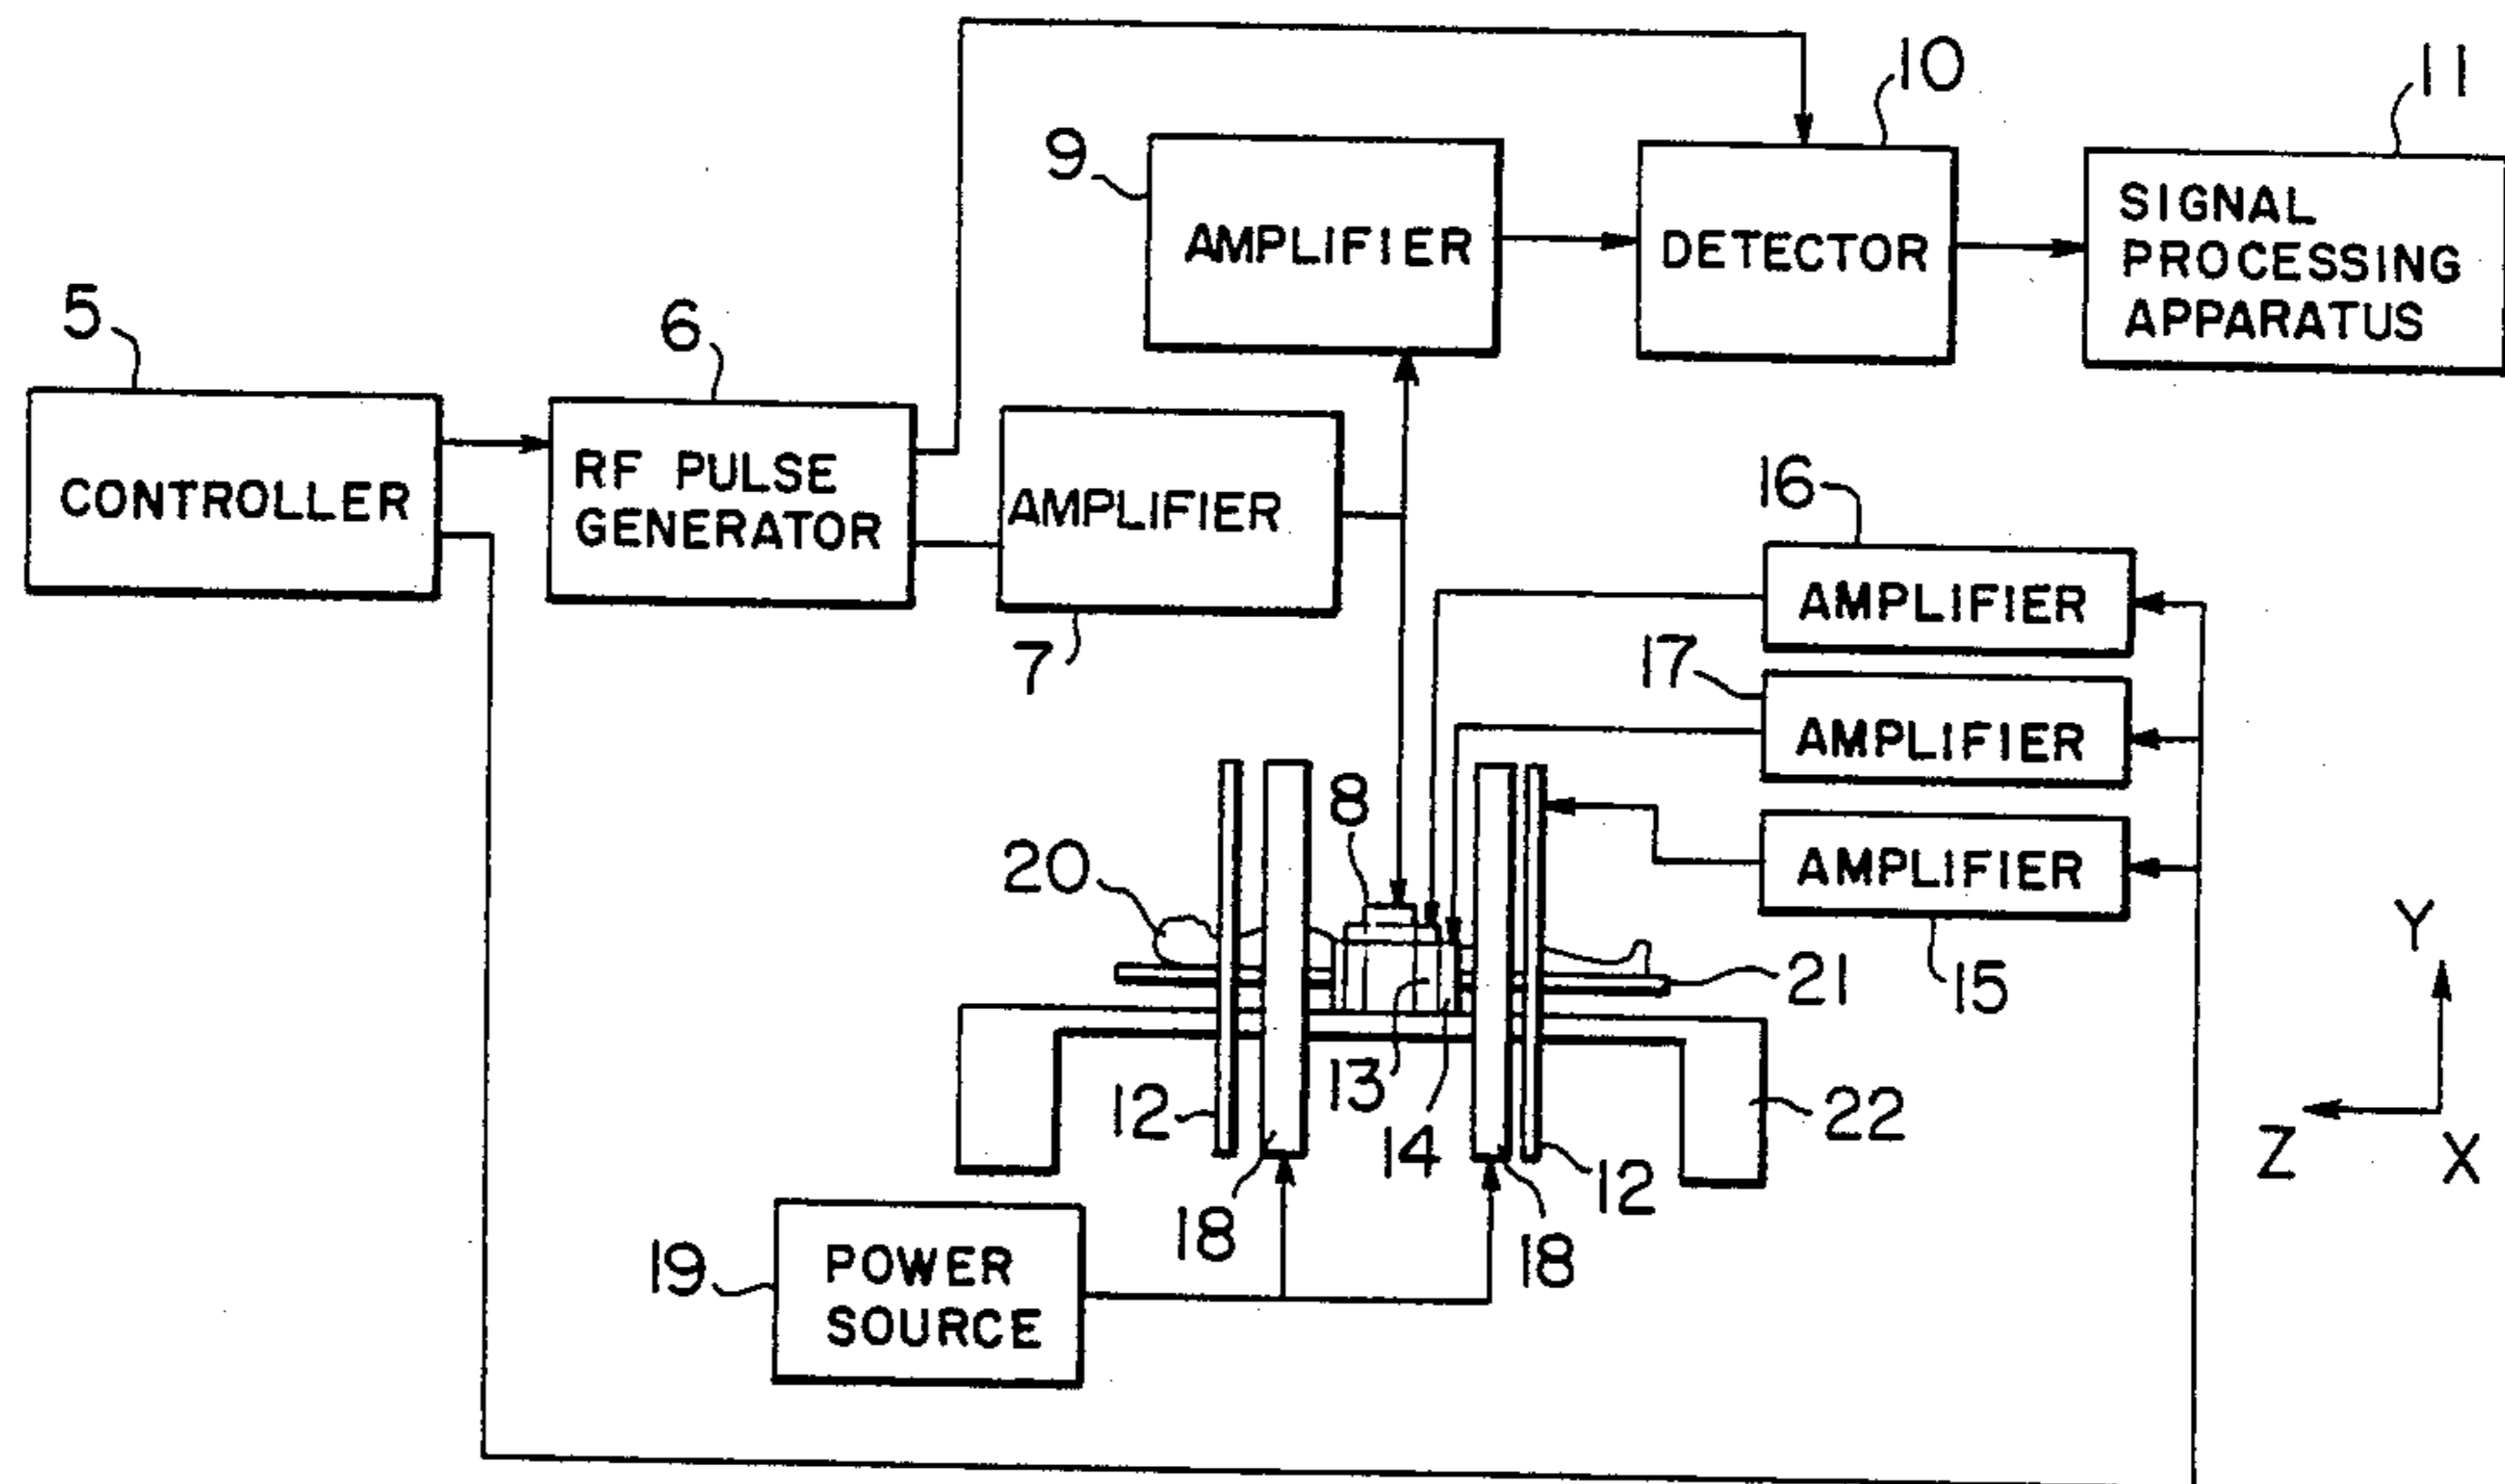 10
11
9
AMPLIFIER
DETECTOR
SIGNAL
PROCESSING
APPARATUS
5
6
CONTROLLER
RF PULSE
GENERATOR
AMPLIFIER
7
16
AMPLIFIER
17
AMPLIFIER
8
20
AMPLIFIER
15
21
Y
Z
X
12
13
14
22
12
18
18
19
POWER
SOURCE